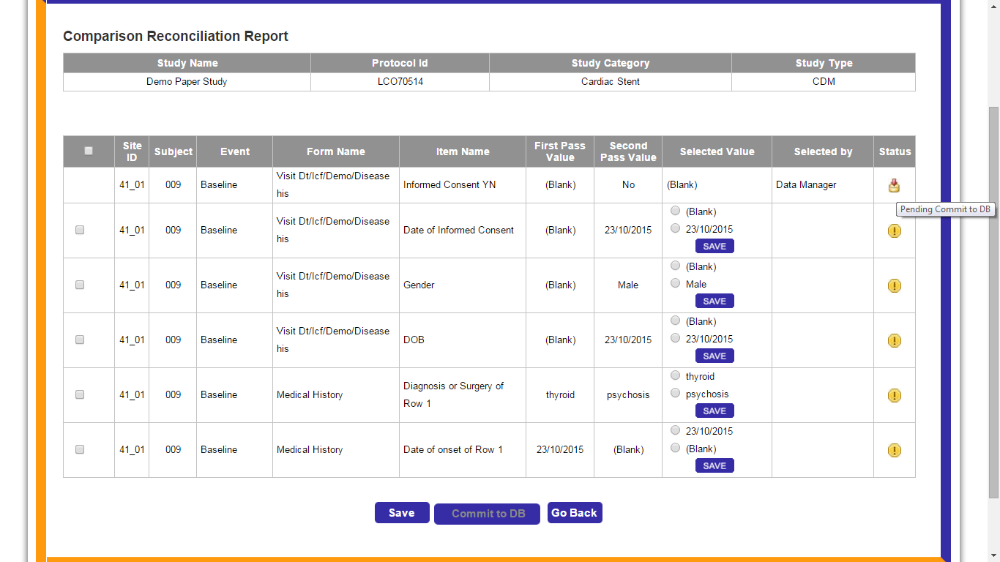 Comparison Reconciliation Report
Study Name Protocol Id Study Category Study Type
Demo Paper Study LCO70514 Cardiac Stent CDM
Site ID Subject Event Form Name Item Name First Pass Value Second Pass Value Selected Value Selected by Status
41_01 009 Baseline Visit Dt/Icf/Demo/Disease his Informed Consent YN (Blank) No (Blank) Data Manager
Pending Commit to DB
41_01 009 Baseline Visit Dt/Icf/Demo/Disease his Date of Informed Consent (Blank) 23/10/2015 (Blank)
23/10/2015
SAVE
41_01 009 Baseline Visit Dt/Icf/Demo/Disease his Gender (Blank) Male (Blank)
Male
SAVE
41_01 009 Baseline Visit Dt/Icf/Demo/Disease his DOB (Blank) 23/10/2015 (Blank)
23/10/2015
SAVE
41_01 009 Baseline Medical History Diagnosis or Surgery of Row 1 thyroid psychosis thyroid
psychosis
SAVE
41_01 009 Baseline Medical History Date of onset of Row 1 23/10/2015 (Blank) 23/10/2015
(Blank)
SAVE
Save Commit to DB Go Back